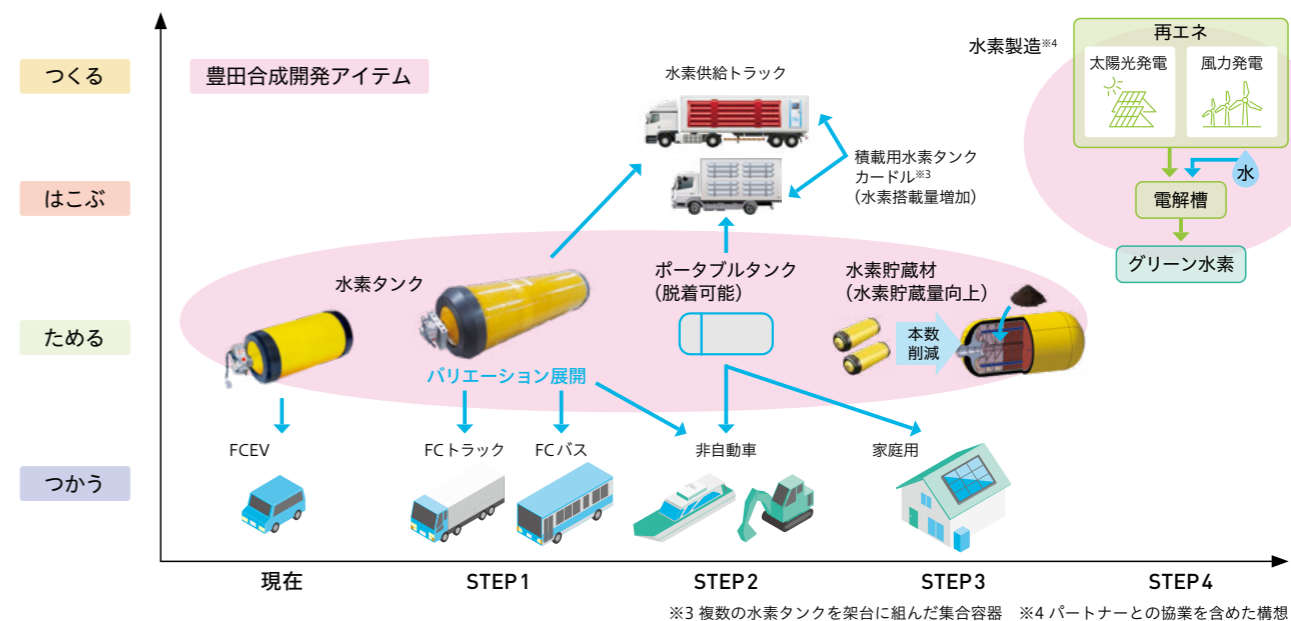 つくる
はこぶ
ためる
つかう
豊田合成開発アイテム
水素供給トラック
積載用水素タンク
カードル※3
(水素搭載量増加)
水素製造※4
再エネ
太陽光発電
風力発電
水
電解槽
グリーン水素
水素タンク
バリエーション展開
ポータブルタンク
(脱着可能)
水素貯蔵材
(水素貯蔵量向上)
本数
削減
FCEV
FCトラック
FCバス
非自動車
家庭用
現在
STEP1
STEP2
STEP3
STEP4
※3 複数の水素タンクを架台に組んだ集合容器 ※4 パートナーとの協業を含めた構想